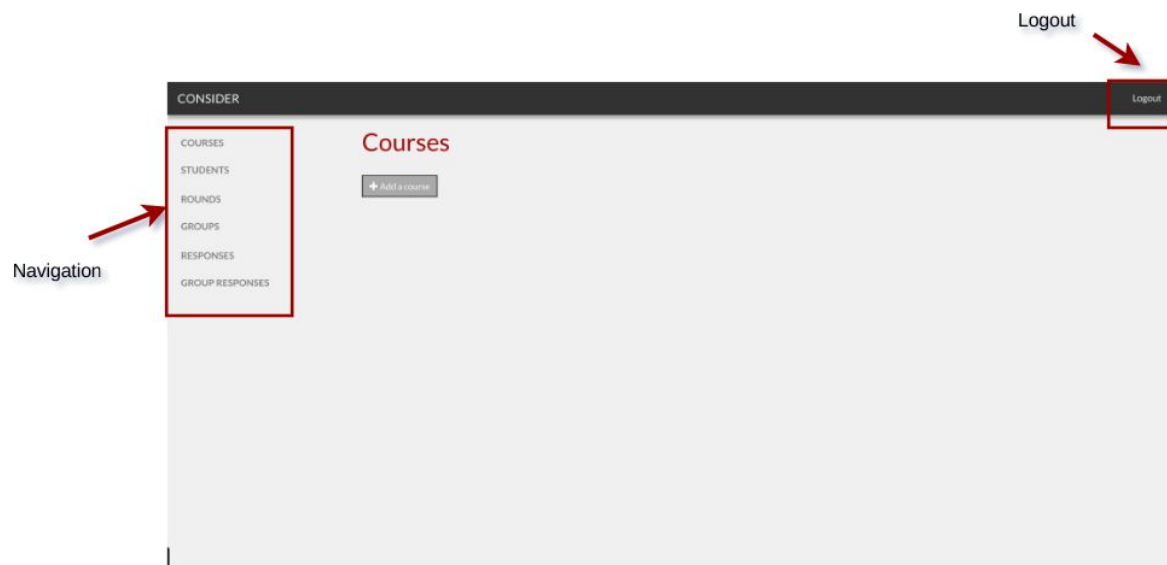 Logout
CONSIDER
Logout
COURSES
STUDENTS
ROUNDS
GROUPS
RESPONSES
GROUP RESPONSES
Courses
Add a course
Navigation